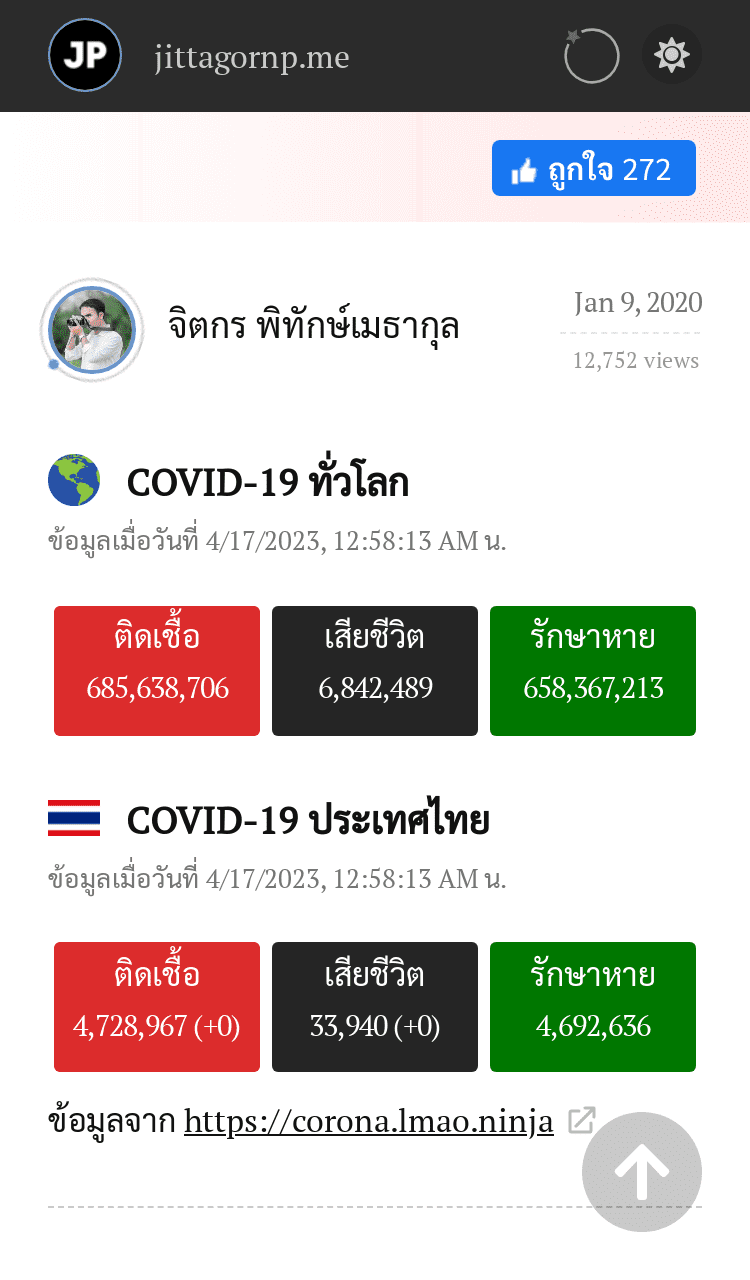 JP
jittagornp.me
ถูกใจ 272
จิตกร พิทักษ์เมธากุล
Jan 9, 2020
12,752 views
COVID-19 ทั่วโลก
ข้อมูลเมื่อวันที่ 4/17/2023, 12:58:13 AM น.
ติดเชื้อ
685,638,706
เสียชีวิต
6,842,489
รักษาหาย
658,367,213
COVID-19 ประเทศไทย
ข้อมูลเมื่อวันที่ 4/17/2023, 12:58:13 AM น.
ติดเชื้อ
4,728,967 (+0)
เสียชีวิต
33,940 (+0)
รักษาหาย
4,692,636
ข้อมูลจาก https://corona.lmao.ninja